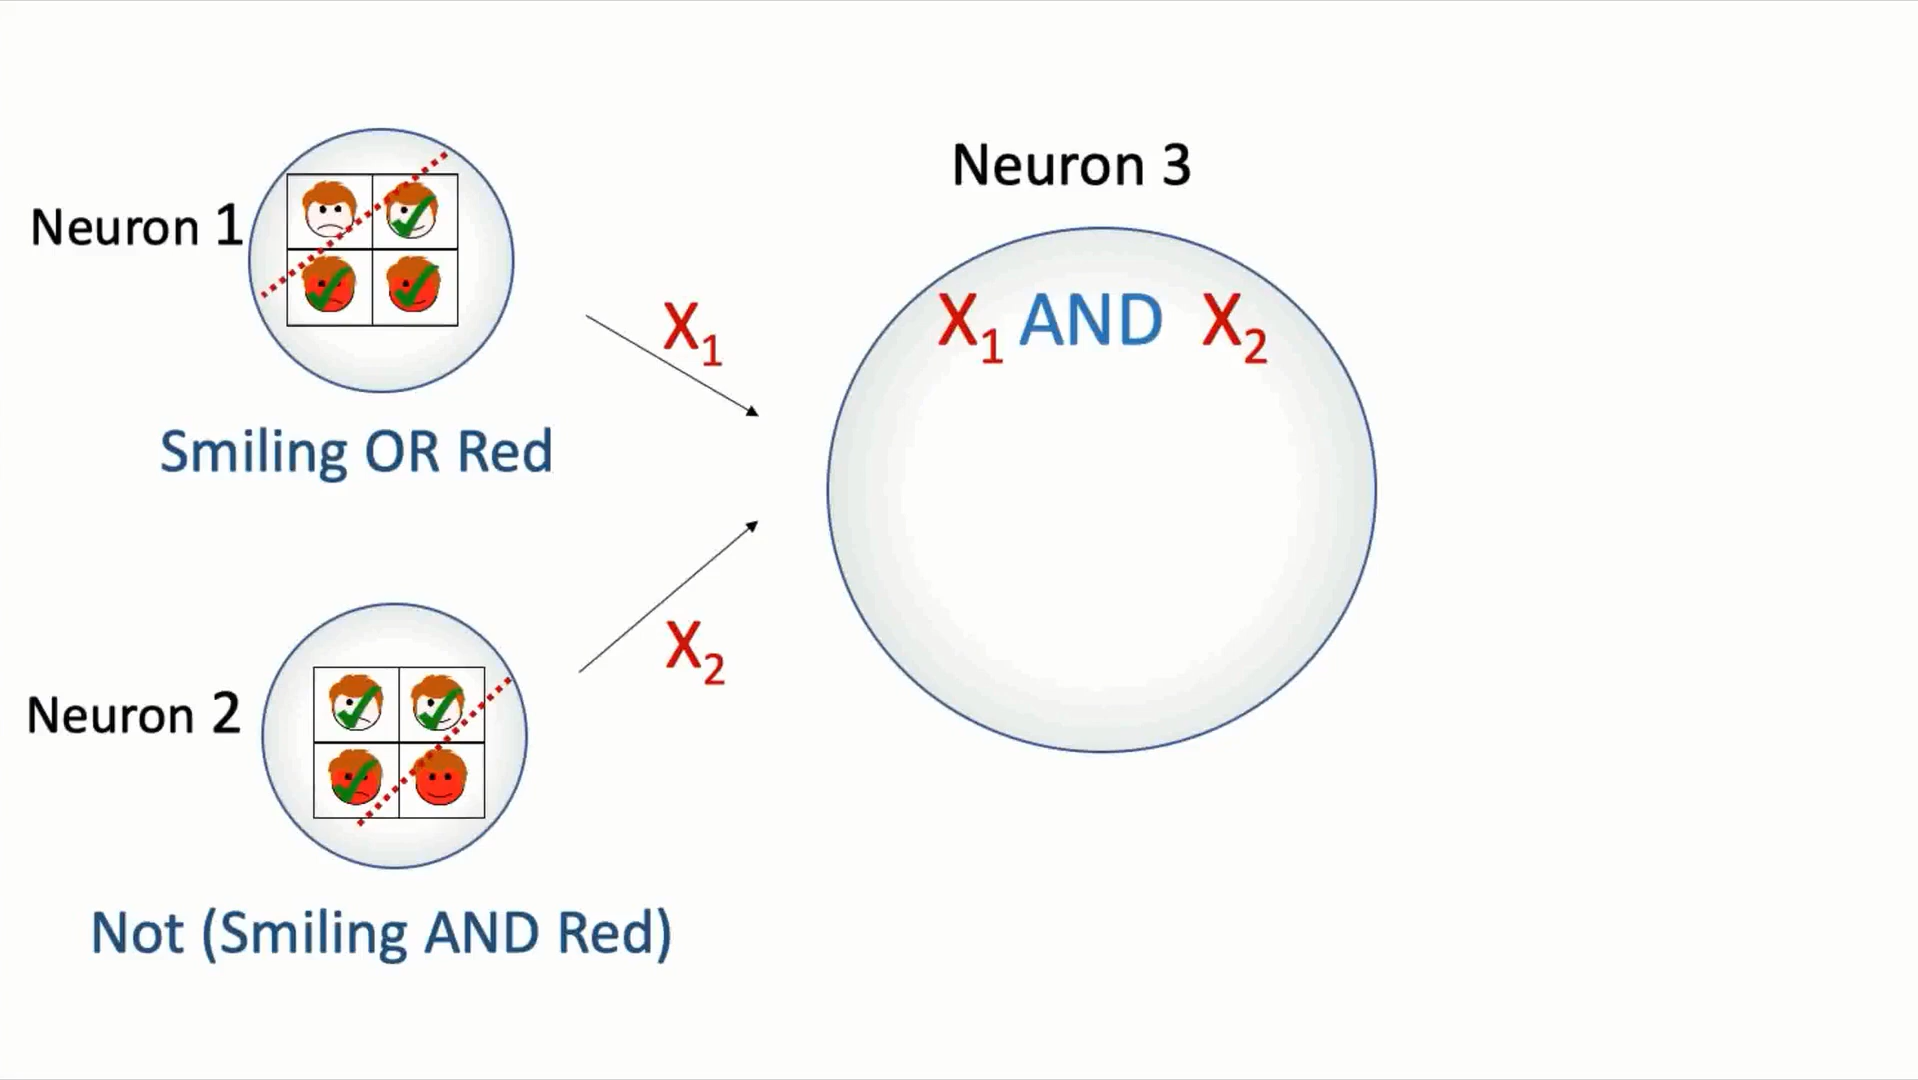 Neuron 1
Smiling OR Red
X1
Neuron 2
Not (Smiling AND Red)
X2
Neuron 3
X1 AND X2